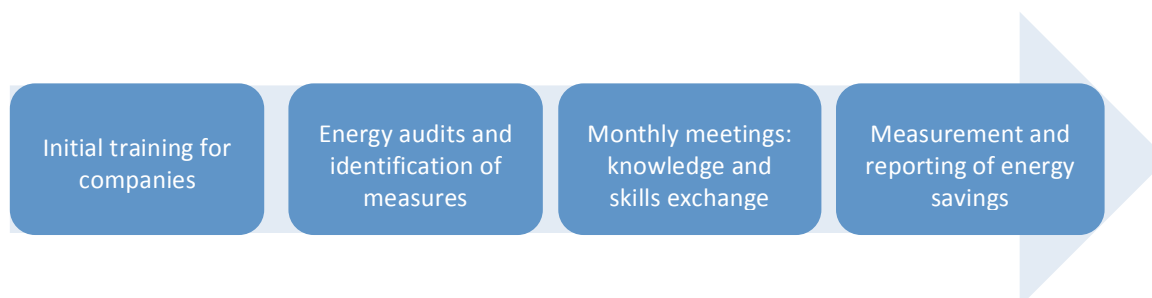 Initial training for
companies
Energy audits and
identification of
measures
Monthly meetings:
knowledge and
skills exchange
Measurement and
reporting of energy
savings